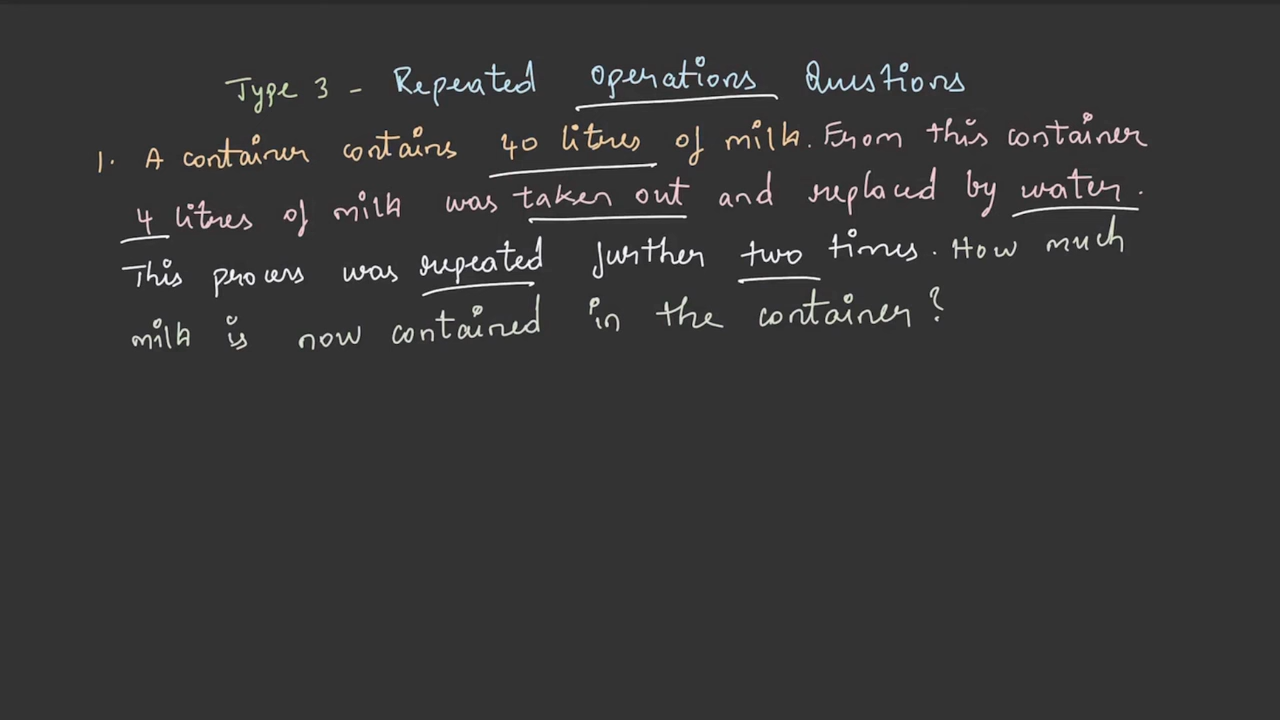 Type 3 - Repeated Operations Questions
1. A container contains 40 litres of milk. From this container
4 litres of milk was taken out and replaced by water.
This process was repeated further two times. How much
milk is now contained in the container?